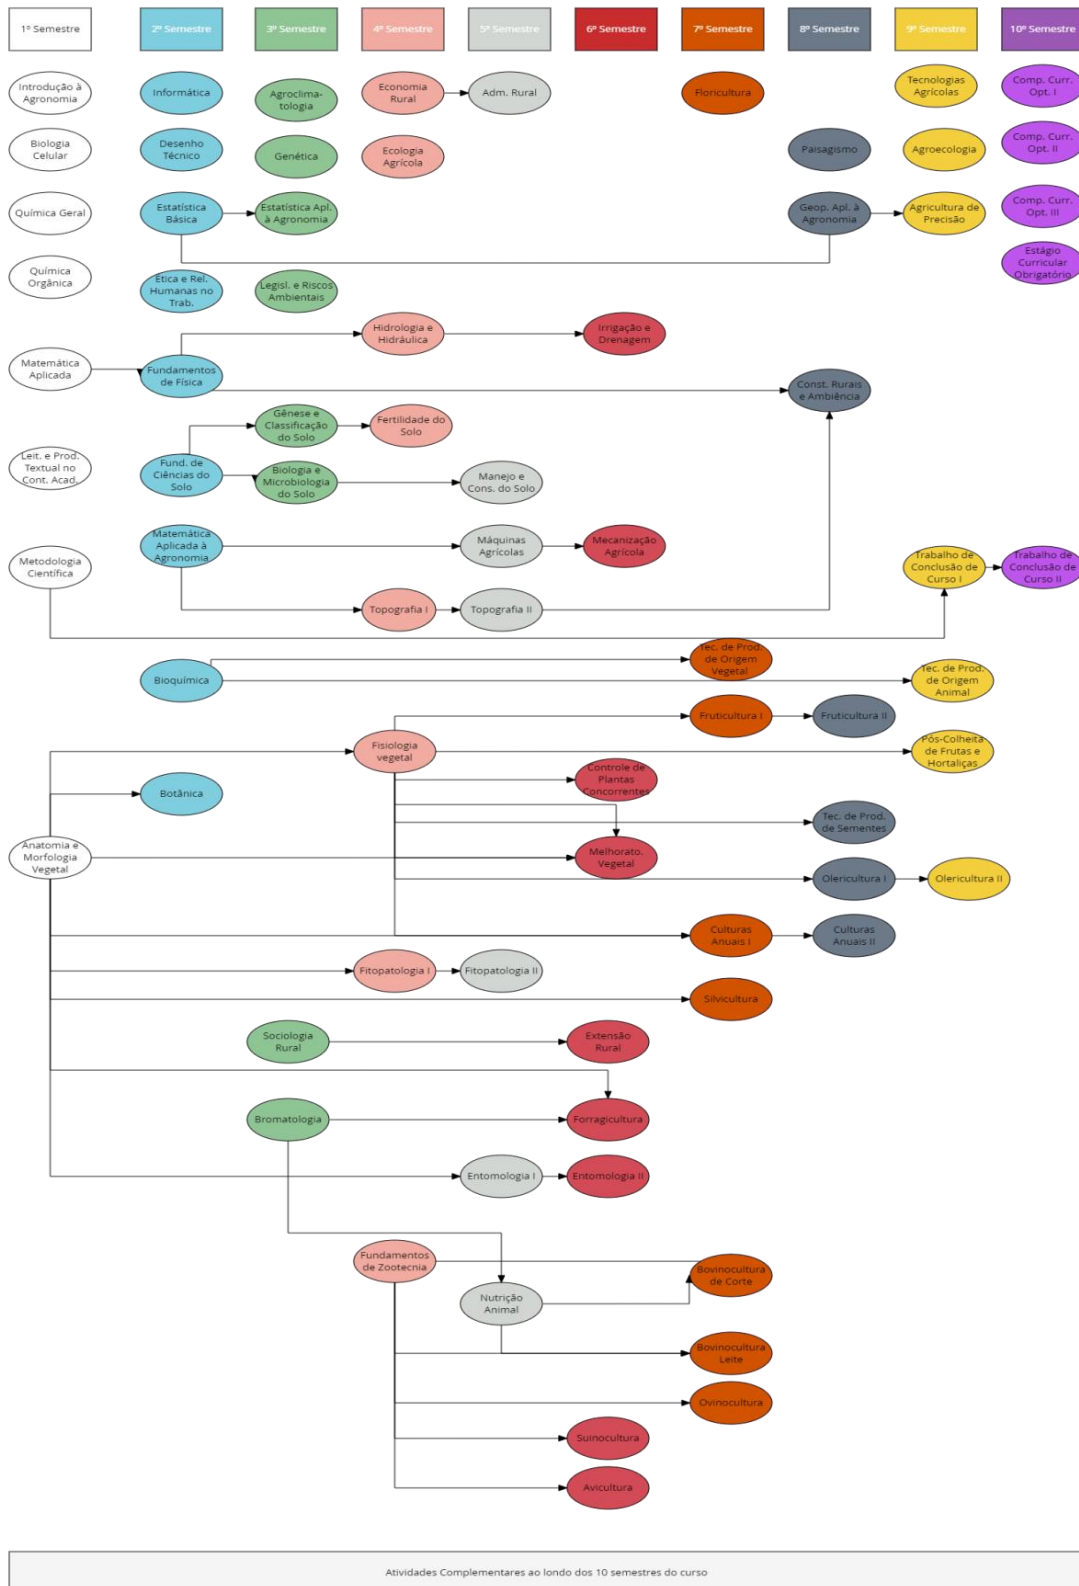 1º Semestre
2º Semestre
3º Semestre
4º Semestre
5º Semestre
6º Semestre
7º Semestre
8º Semestre
9º Semestre
10º Semestre
Introdução à
Agronomia
Informática
Agroclima-
tologia
Economia
Rural
Adm. Rural
Floricultura
Tecnologias
Agrícolas
Comp. Curr.
Opt. I
Biologia
Celular
Desenho
Técnico
Genética
Ecologia
Agrícola
Paisagismo
Agroecologia
Comp. Curr.
Opt. II
Química Geral
Estatística
Básica
Estatística Apl.
à Agronomia
Geop. Apl. à
Agronomia
Agricultura de
Precisão
Comp. Curr.
Opt. III
Química
Orgânica
Etica e Rel.
Humanas no
Trab.
Legisl. e Riscos
Ambientais
Estágio
Curricular
Obrigatório
Matemática
Aplicada
Fundamentos
de Física
Hidrologia e
Hidráulica
Irrigação e
Drenagem
Const. Rurais
e Ambiência
Leit. e Prod.
Textual no
Cont. Acad.
Fund. de
Ciências do
Solo
Gênese e
Classificação
do Solo
Fertilidade do
Solo
Biologia e
Microbiologia
do Solo
Manejo e
Cons. do Solo
Metodologia
Científica
Matemática
Aplicada à
Agronomia
Máquinas
Agrícolas
Mecanização
Agrícola
Trabalho de
Conclusão de
Curso I
Trabalho de
Conclusão de
Curso II
Topografia I
Topografia II
Bioquímica
Tec. de Prod.
de Origem
Vegetal
Tec. de Prod.
de Origem
Animal
Fruticultura I
Fruticultura II
Fisiologia
vegetal
Pós-Colheita
de Frutas e
Hortaliças
Botânica
Controle de
Plantas
Concorrentes
Tec. de Prod.
de Sementes
Anatomia e
Morfologia
Vegetal
Melhorato.
Vegetal
Olericultura I
Olericultura II
Culturas
Anuais I
Culturas
Anuais II
Fitopatologia I
Fitopatologia II
Silvicultura
Sociologia
Rural
Extensão
Rural
Bromatologia
Forragicultura
Entomologia I
Entomologia II
Fundamentos
de Zootecnia
Bovinocultura
de Corte
Nutrição
Animal
Bovinocultura
Leite
Ovinocultura
Suinocultura
Avicultura
Atividades Complementares ao londo dos 10 semestres do curso